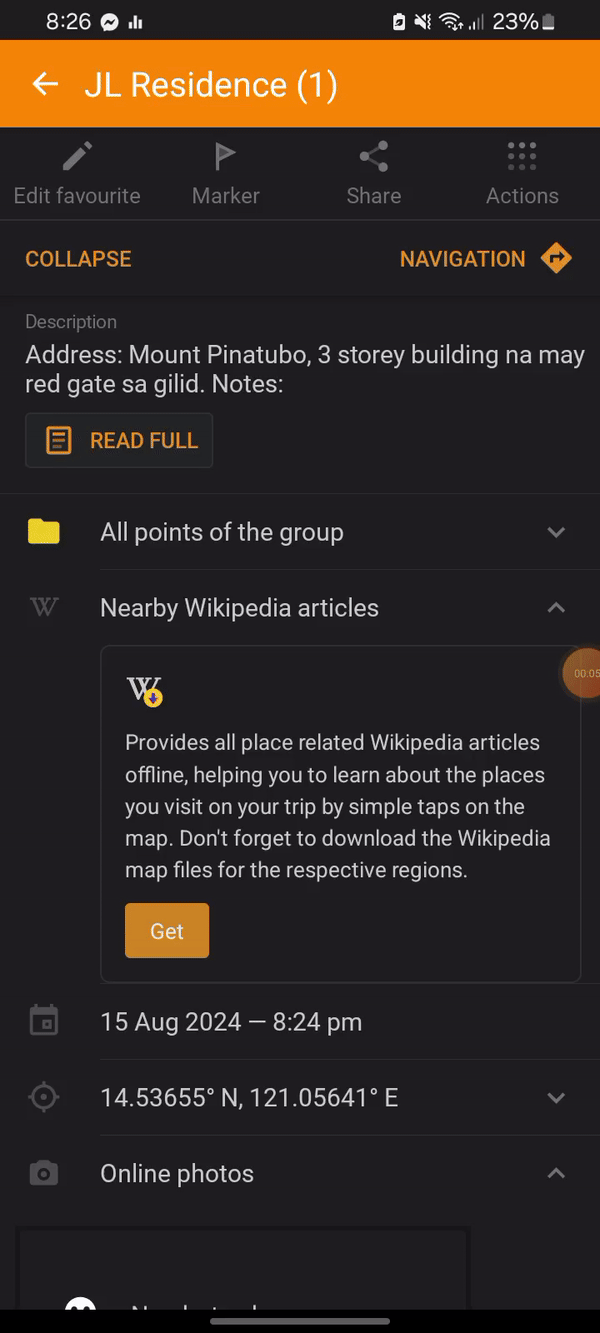 8:26
23%
JL Residence (1)
Edit favourite
Marker
Share
Actions
COLLAPSE
NAVIGATION
Description
Address: Mount Pinatubo, 3 storey building na may
red gate sa gilid. Notes:
READ FULL
All points of the group
W
Nearby Wikipedia articles
W
00:05
Provides all place related Wikipedia articles
offline, helping you to learn about the places
you visit on your trip by simple taps on the
map. Don't forget to download the Wikipedia
map files for the respective regions.
Get
15 Aug 2024 — 8:24 pm
14.53655° N, 121.05641° E
Online photos